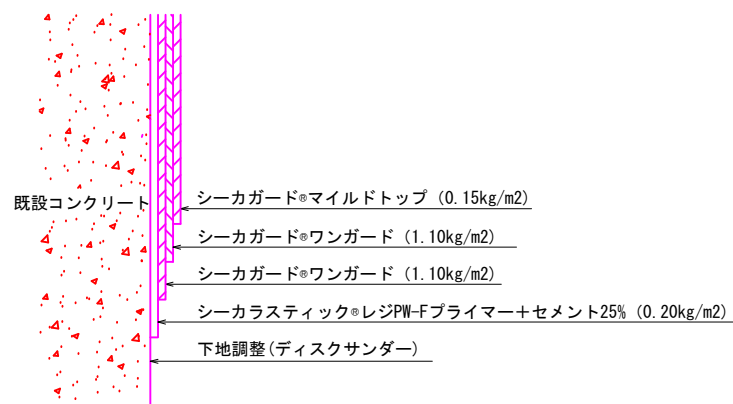 シーカガード®マイルドトップ (0.15kg/m2)
既設コンクリート
シーカガード®ワンガード (1.10kg/m2)
シーカガード®ワンガード (1.10kg/m2)
シーカラスティック®レジPW-Fプライマー＋セメント25% (0.20kg/m2)
下地調整(ディスクサンダー)